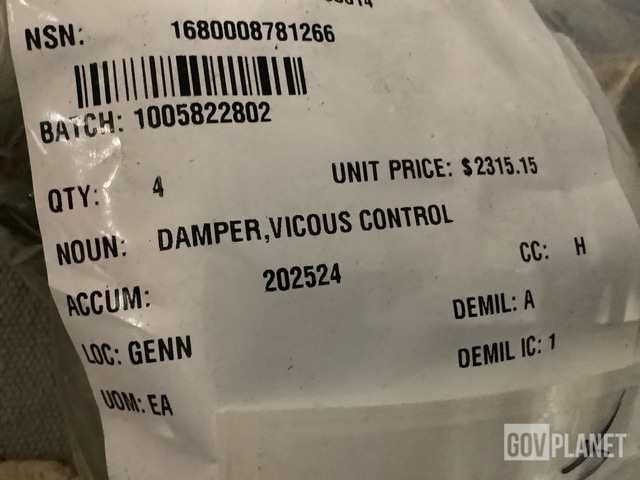 NSN: 1680008781266
BATCH: 1005822802
QTY: 4 UNIT PRICE: $2315.15
NOUN: DAMPER,VICOUS CONTROL
ACCUM: 202524 CC: H
LOC: GENN DEMIL: A
UOM: EA DEMIL IC: 1
GOVPLANET